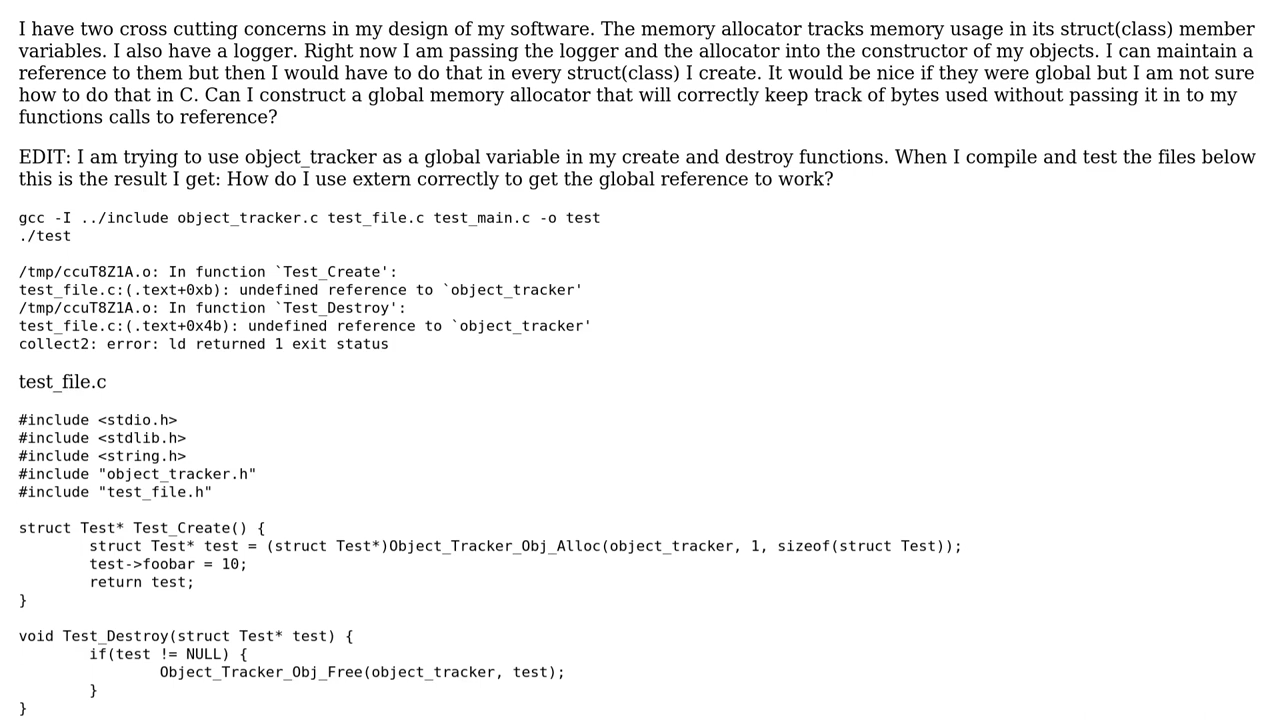 I have two cross cutting concerns in my design of my software. The memory allocator tracks memory usage in its struct(class) member
variables. I also have a logger. Right now I am passing the logger and the allocator into the constructor of my objects. I can maintain a
reference to them but then I would have to do that in every struct(class) I create. It would be nice if they were global but I am not sure
how to do that in C. Can I construct a global memory allocator that will correctly keep track of bytes used without passing it in to my
functions calls to reference?
EDIT: I am trying to use object_tracker as a global variable in my create and destroy functions. When I compile and test the files below
this is the result I get: How do I use extern correctly to get the global reference to work?
gcc -I ../include object_tracker.c test_file.c test_main.c -o test
./test
/tmp/ccuT8Z1A.o: In function `Test_Create':
test_file.c:(.text+0xb): undefined reference to `object_tracker'
/tmp/ccuT8Z1A.o: In function `Test_Destroy':
test_file.c:(.text+0x4b): undefined reference to `object_tracker'
collect2: error: ld returned 1 exit status
test_file.c
#include <stdio.h>
#include <stdlib.h>
#include <string.h>
#include "object_tracker.h"
#include "test_file.h"
struct Test* Test_Create() {
        struct Test* test = (struct Test*)Object_Tracker_Obj_Alloc(object_tracker, 1, sizeof(struct Test));
        test->foobar = 10;
        return test;
}
void Test_Destroy(struct Test* test) {
        if(test != NULL) {
                Object_Tracker_Obj_Free(object_tracker, test);
        }
}